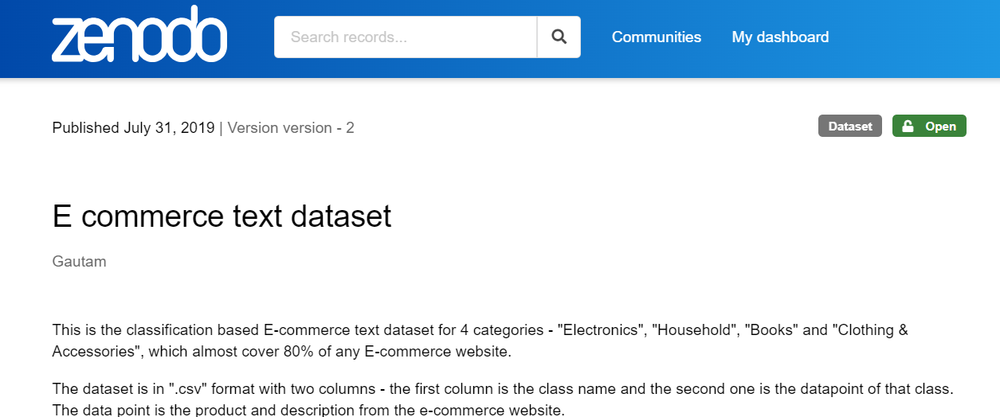 zenodo
Search records...
Communities
My dashboard
Published July 31, 2019 | Version version - 2
Dataset
Open
E commerce text dataset
Gautam
This is the classification based E-commerce text dataset for 4 categories - "Electronics", "Household", "Books" and "Clothing &
Accessories", which almost cover 80% of any E-commerce website.
The dataset is in ".csv" format with two columns - the first column is the class name and the second one is the datapoint of that class.
The data point is the product and description from the e-commerce website.